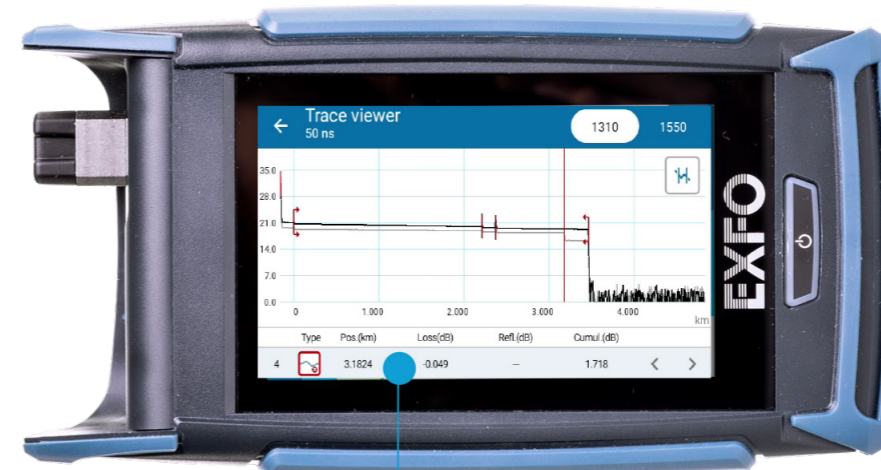 Trace viewer
50 ns
1310
1550
35.0
28.0
21.0
14.0
7.0
0.0
0
1.000
2.000
3.000
4.000
km
Type Pos.(km) Loss(dB) Refl.(dB) Cumul.(dB)
4 3.1824 -0.049 -- 1.718
EXFO